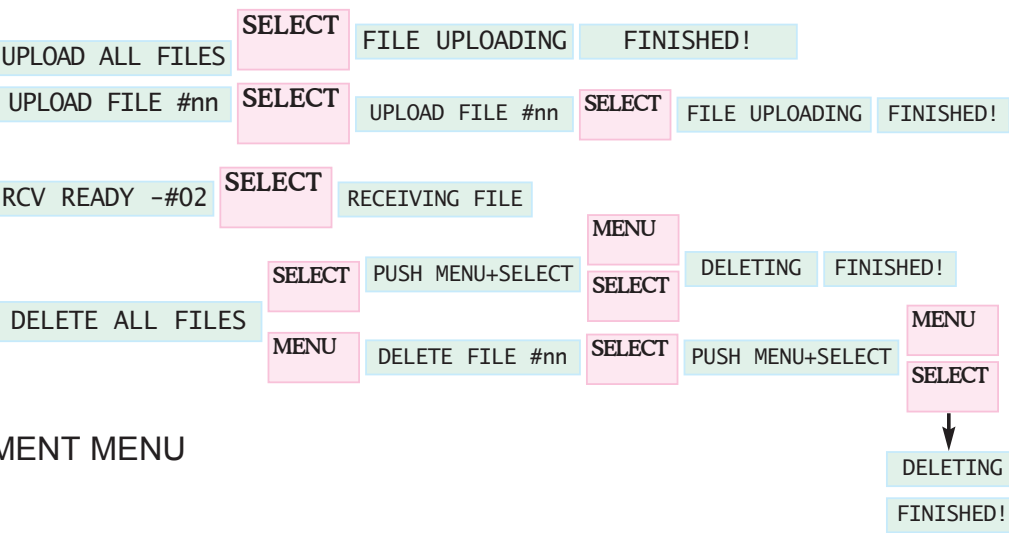 UPLOAD ALL FILES SELECT FILE UPLOADING FINISHED!
UPLOAD FILE #nn SELECT UPLOAD FILE #nn SELECT FILE UPLOADING FINISHED!
RCV READY -#02 SELECT RECEIVING FILE
DELETE ALL FILES
SELECT PUSH MENU+SELECT MENU SELECT DELETING FINISHED!
MENU DELETE FILE #nn SELECT PUSH MENU+SELECT MENU SELECT
DELETING
FINISHED!
MENT MENU